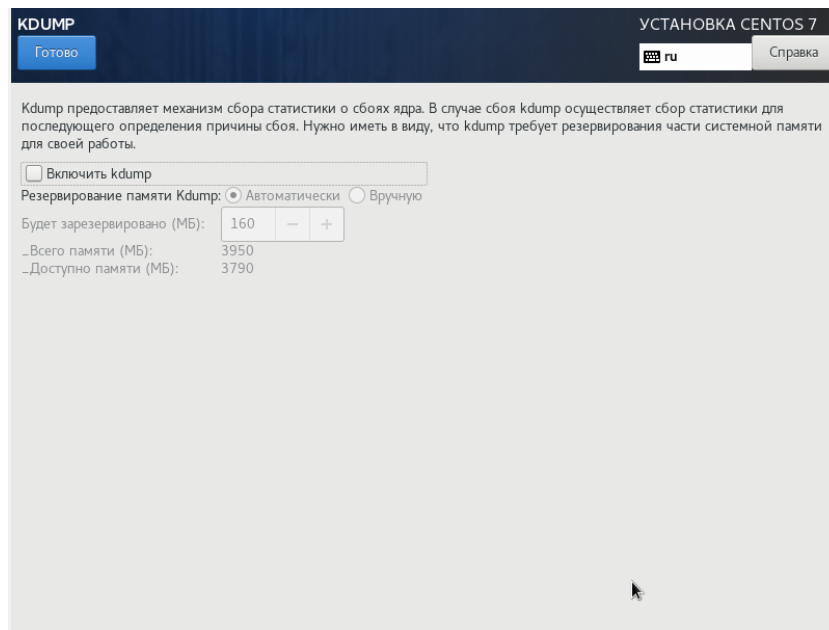 KDUMP
УСТАНОВКА CENTOS 7
Готово
ru
Справка
Kdump предоставляет механизм сбора статистики о сбоях ядра. В случае сбоя kdump осуществляет сбор статистики для
последующего определения причины сбоя. Нужно иметь в виду, что kdump требует резервирования части системной памяти
для своей работы.
Включить kdump
Резервирование памяти Kdump: Автоматически Вручную
Будет зарезервировано (МБ): 160 − +
_Всего памяти (МБ): 3950
_Доступно памяти (МБ): 3790